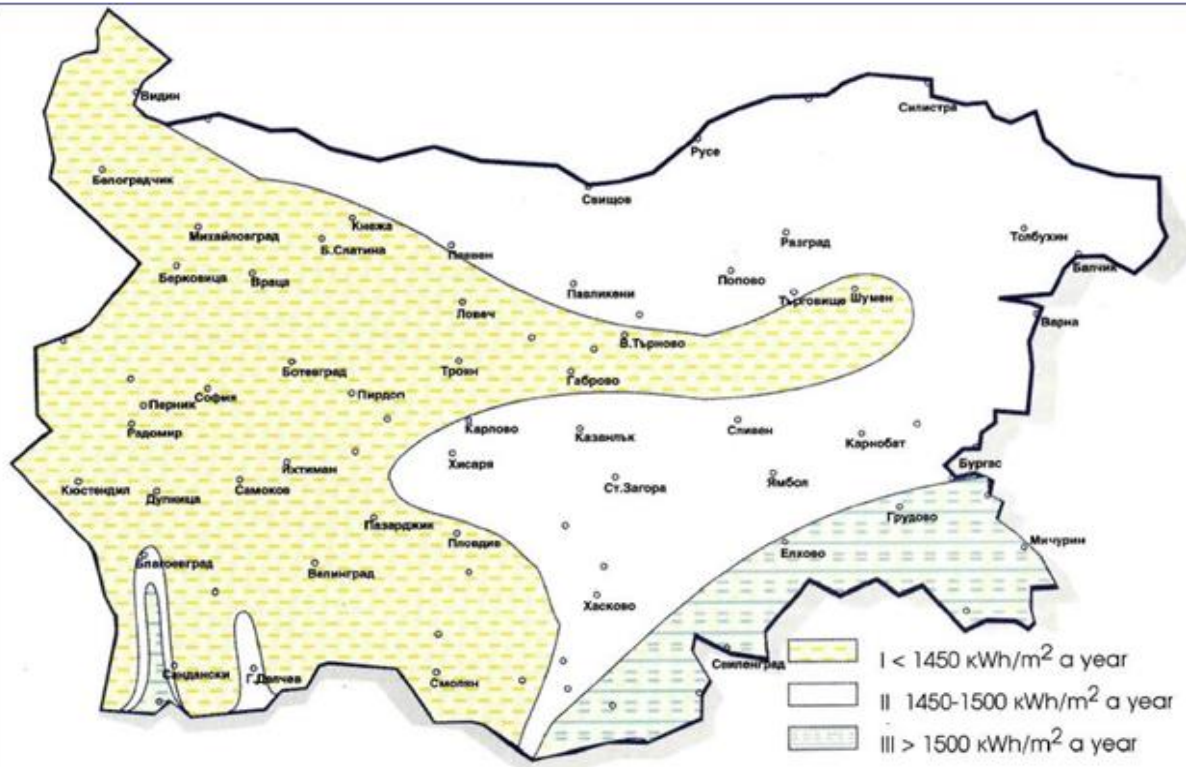 Видин
Силистра
Русе
Белоградчик
Свищов
Кнежа
Михайловград
Б.Слатина
Плевен
Разград
Толбухин
Берковица
Враца
Павликени
Попово
Балчик
Ловеч
Търговище
Шумен
Варна
В.Търново
Ботевград
Троян
Габрово
София
Пирдоп
Перник
Радомир
Карлово
Казанлък
Сливен
Карнобат
Хисаря
Ихтиман
Бургас
Кюстендил
Дупница
Самоков
Ст.Загора
Ямбол
Пазарджик
Грудово
Пловдив
Елхово
Мичурин
Благоевград
Велинград
Хасково
Свиленград
Сандански
Г.Делчев
Смолян
I < 1450 кWh/m² a year
II 1450-1500 кWh/m² a year
III > 1500 кWh/m² a year